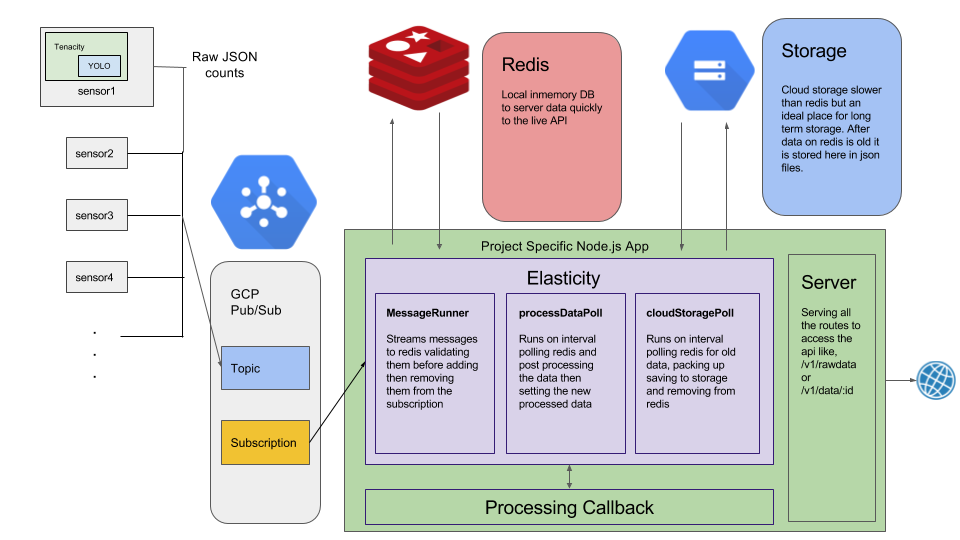 Tenacity
YOLO
sensor1
Raw JSON
counts
sensor2
sensor3
sensor4
.
.
.
GCP
Pub/Sub
Topic
Subscription
Redis
Local inmemory DB
to server data quickly
to the live API
Storage
Cloud storage slower
than redis but an
ideal place for long
term storage. After
data on redis is old it
is stored here in json
files.
Project Specific Node.js App
Elasticity
MessageRunner
Streams messages
to redis validating
them before adding
then removing
them from the
subscription
processDataPoll
Runs on interval
polling redis and
post processing
the data then
setting the new
processed data
cloudStoragePoll
Runs on interval
polling redis for old
data, packing up
saving to storage
and removing from
redis
Processing Callback
Server
Serving all
the routes to
access the
api like,
/v1/rawdata
or
/v1/data/:id